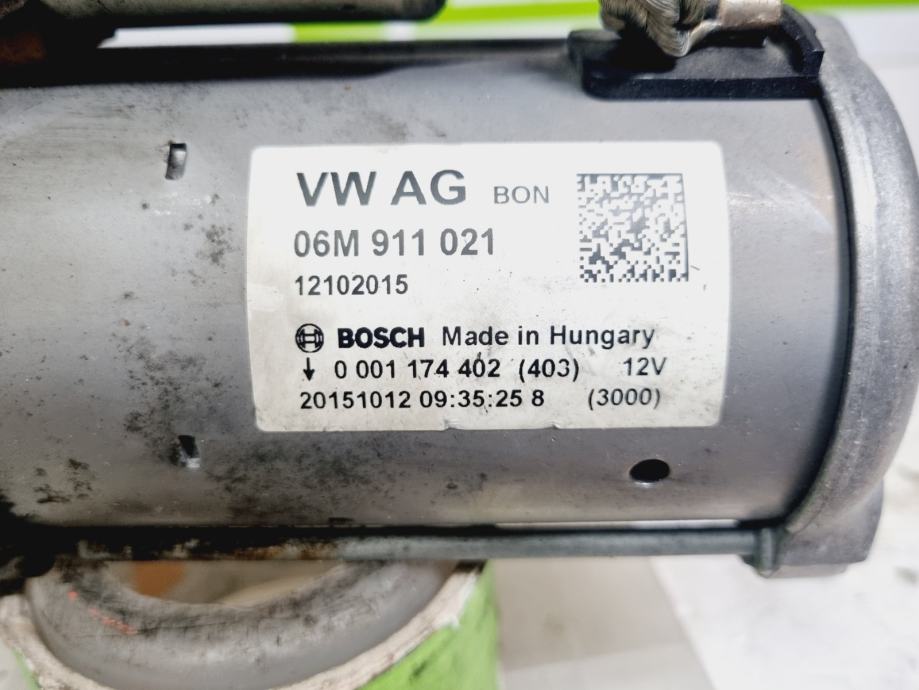 VW AG BON
06M 911 021
12102015
BOSCH Made in Hungary
0 001 174 402 (403) 12V
20151012 09:35:25 8 (3000)